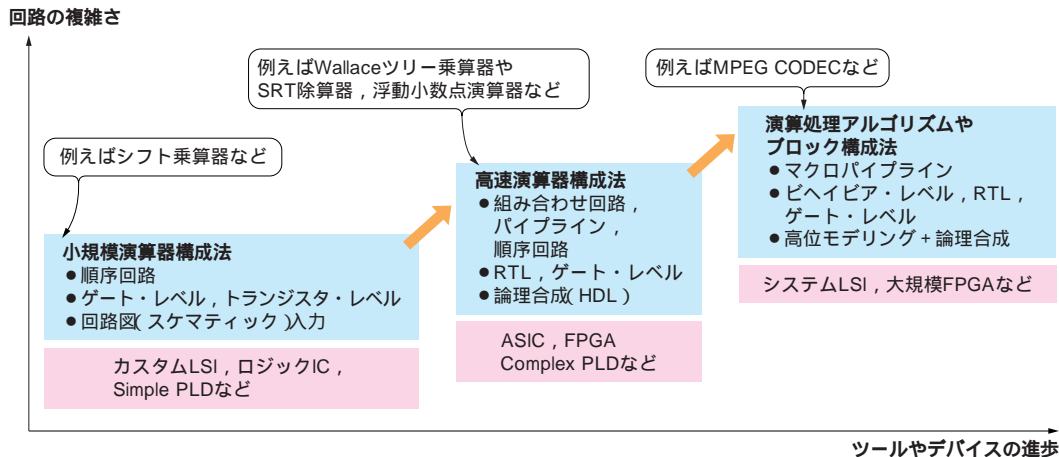 回路の複雑さ
例えばシフト乗算器など
小規模演算器構成法
●順序回路
●ゲート・レベル，トランジスタ・レベル
●回路図(スケマティック)入力
カスタムLSI，ロジックIC，
Simple PLDなど
例えばWallaceツリー乗算器や
SRT除算器，浮動小数点演算器など
高速演算器構成法
●組み合わせ回路，
パイプライン，
順序回路
●RTL，ゲート・レベル
●論理合成(HDL)
ASIC，FPGA
Complex PLDなど
例えばMPEG CODECなど
演算処理アルゴリズムや
ブロック構成法
●マクロパイプライン
●ビヘイビア・レベル，RTL，
ゲート・レベル
●高位モデリング+論理合成
システムLSI，大規模FPGAなど
ツールやデバイスの進歩